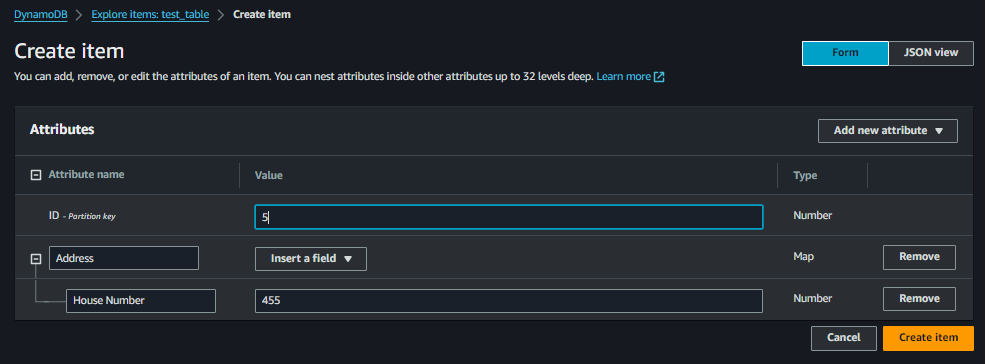 DynamoDB > Explore items: test_table > Create item
Create item
Form JSON view
You can add, remove, or edit the attributes of an item. You can nest attributes inside other attributes up to 32 levels deep. Learn more
Attributes
Add new attribute
Attribute name Value Type
ID - Partition key 5 Number
Address Insert a field Map Remove
House Number 455 Number Remove
Cancel Create item